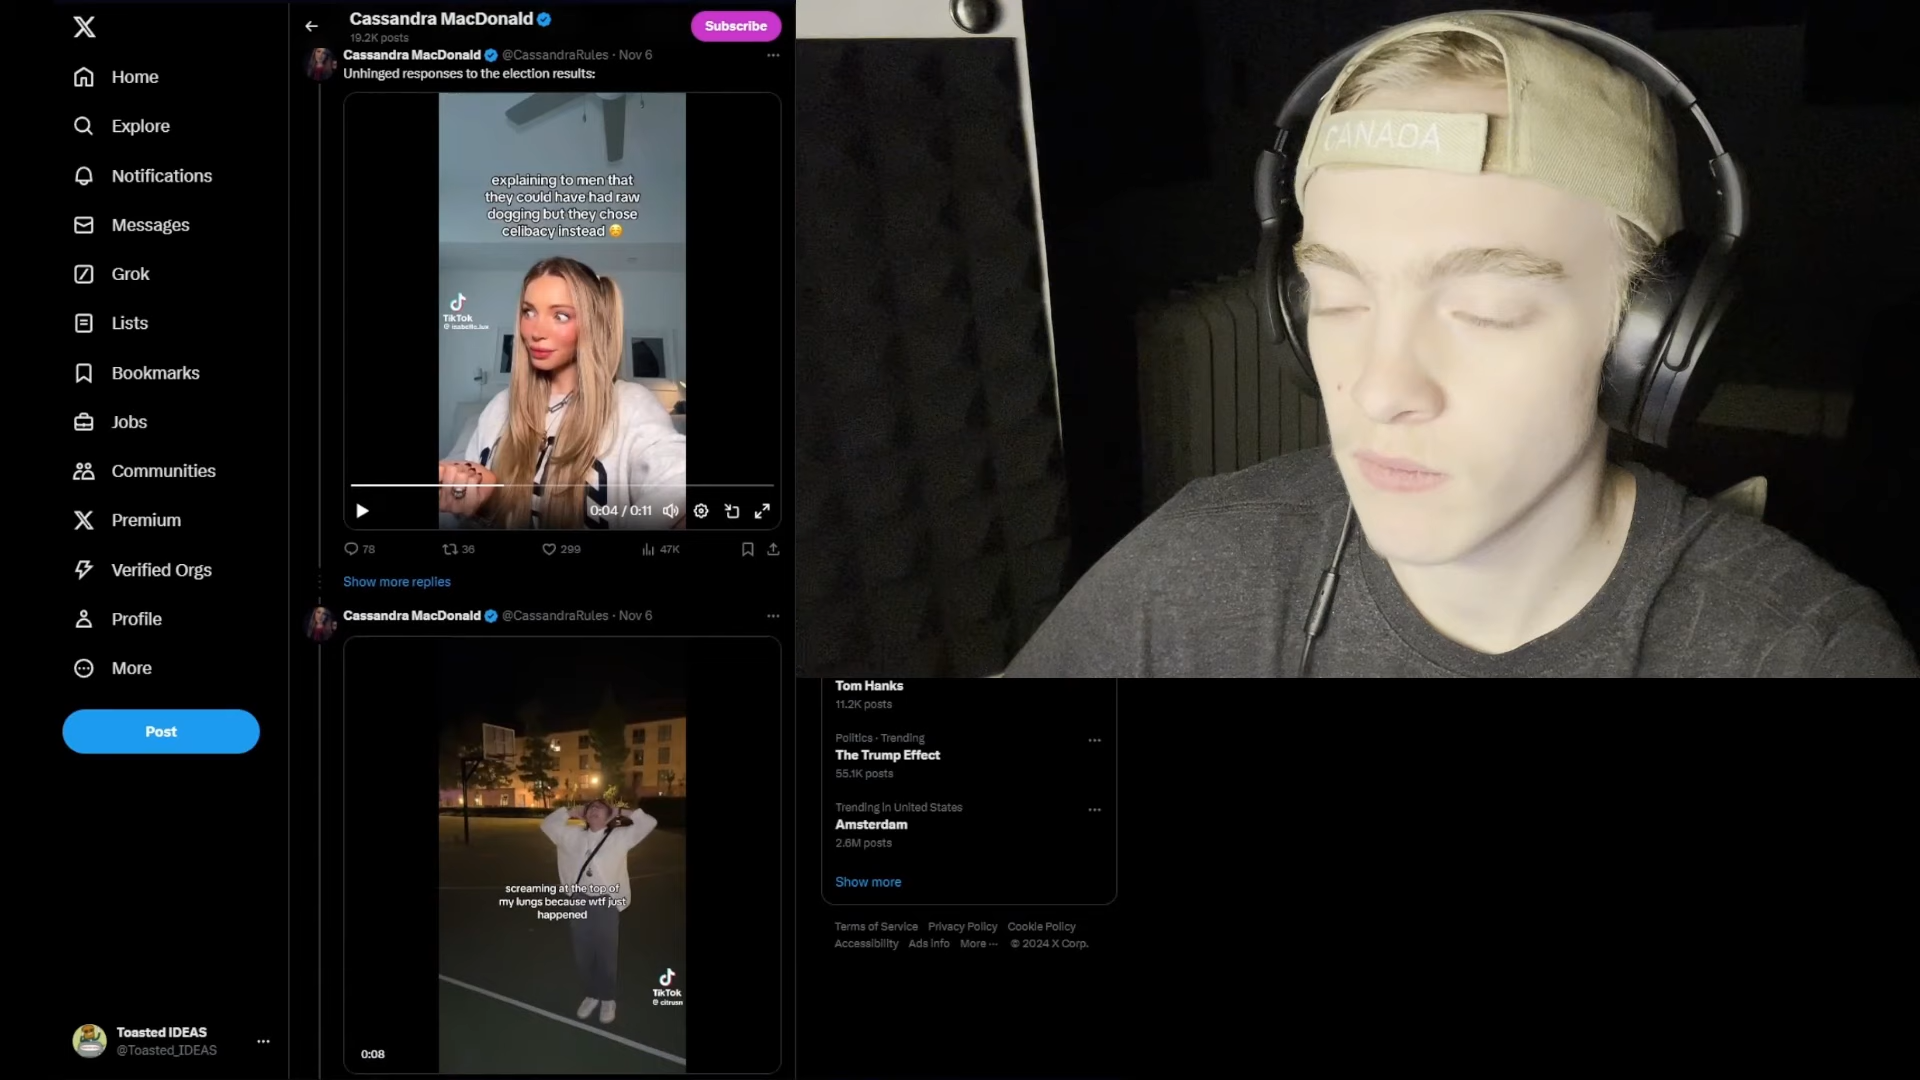 Home
Explore
Notifications
Messages
Grok
Lists
Bookmarks
Jobs
Communities
Premium
Verified Orgs
Profile
More
Post
Toasted IDEAS
@Toasted_IDEAS
Cassandra MacDonald
19.2K posts
Subscribe
Cassandra MacDonald @CassandraRules · Nov 6
Unhinged responses to the election results:
explaining to men that
they could have had raw
dogging but they chose
celibacy instead ☺️
TikTok
0:04 / 0:11
78 36 299 47K
Show more replies
Cassandra MacDonald @CassandraRules · Nov 6
screaming at the top of
my lungs because wtf just
happened
TikTok
@ citrusn
0:08
CANADA
Tom Hanks
11.2K posts
Politics · Trending
The Trump Effect
55.1K posts
Trending in United States
Amsterdam
2.6M posts
Show more
Terms of Service Privacy Policy Cookie Policy
Accessibility Ads info More ··· © 2024 X Corp.